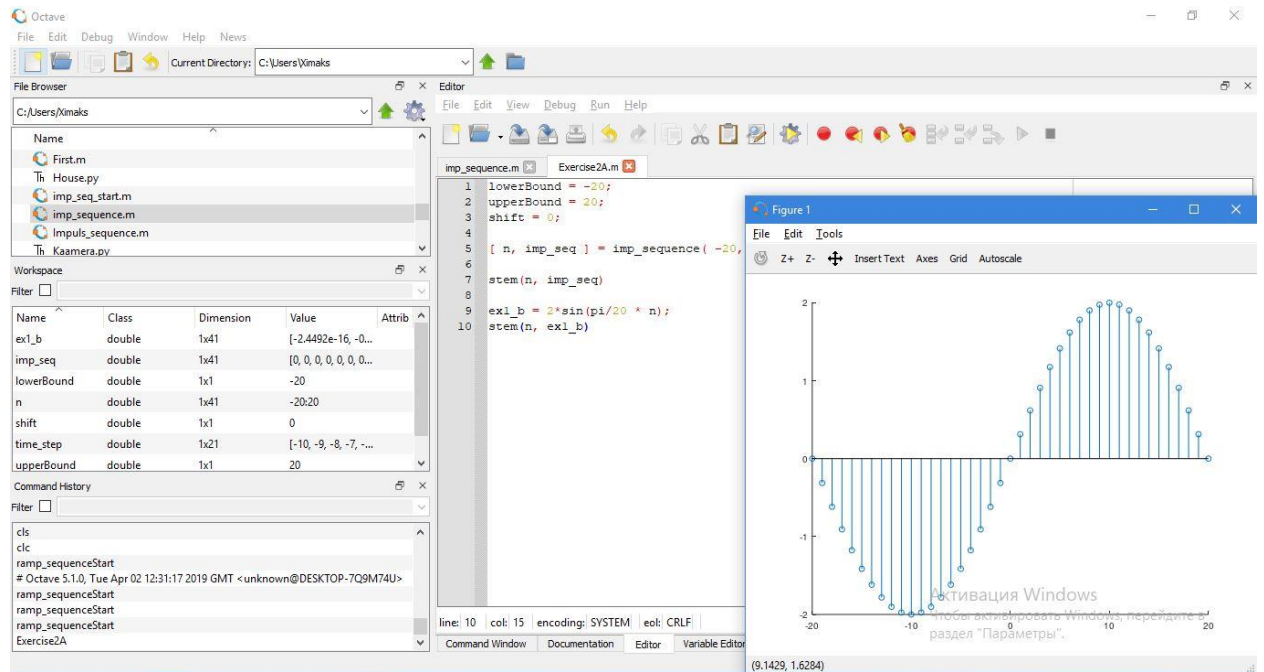 Octave
File Edit Debug Window Help News
Current Directory: C:\Users\Ximaks
File Browser
C:/Users/Ximaks
Name
First.m
Th House.py
imp_seq_start.m
imp_sequence.m
Impuls_sequence.m
Th Kaamera.py
Workspace
Filter
Name Class Dimension Value Attrib
ex1_b double 1x41 [-2.4492e-16, -0...
imp_seq double 1x41 [0, 0, 0, 0, 0, 0, 0...
lowerBound double 1x1 -20
n double 1x41 -20:20
shift double 1x1 0
time_step double 1x21 [-10, -9, -8, -7, -...
upperBound double 1x1 20
Command History
Filter
cls
clc
ramp_sequenceStart
# Octave 5.1.0, Tue Apr 02 12:31:17 2019 GMT <unknown@DESKTOP-7Q9M74U>
ramp_sequenceStart
ramp_sequenceStart
ramp_sequenceStart
Exercise2A
Editor
File Edit View Debug Run Help
imp_sequence.m Exercise2A.m
1 lowerBound = -20;
2 upperBound = 20;
3 shift = 0;
4
5 [ n, imp_seq ] = imp_sequence( -20,
6
7 stem(n, imp_seq)
8
9 ex1_b = 2*sin(pi/20 * n);
10 stem(n, ex1_b)
line: 10 col: 15 encoding: SYSTEM eol: CRLF
Command Window Documentation Editor Variable Editor
Figure 1
File Edit Tools
Z+ Z- Insert Text Axes Grid Autoscale
2
1
0
-1
-2
-20 -10 0 10 20
Активация Windows
Чтобы активировать Windows, перейдите в
раздел "Параметры".
(9.1429, 1.6284)